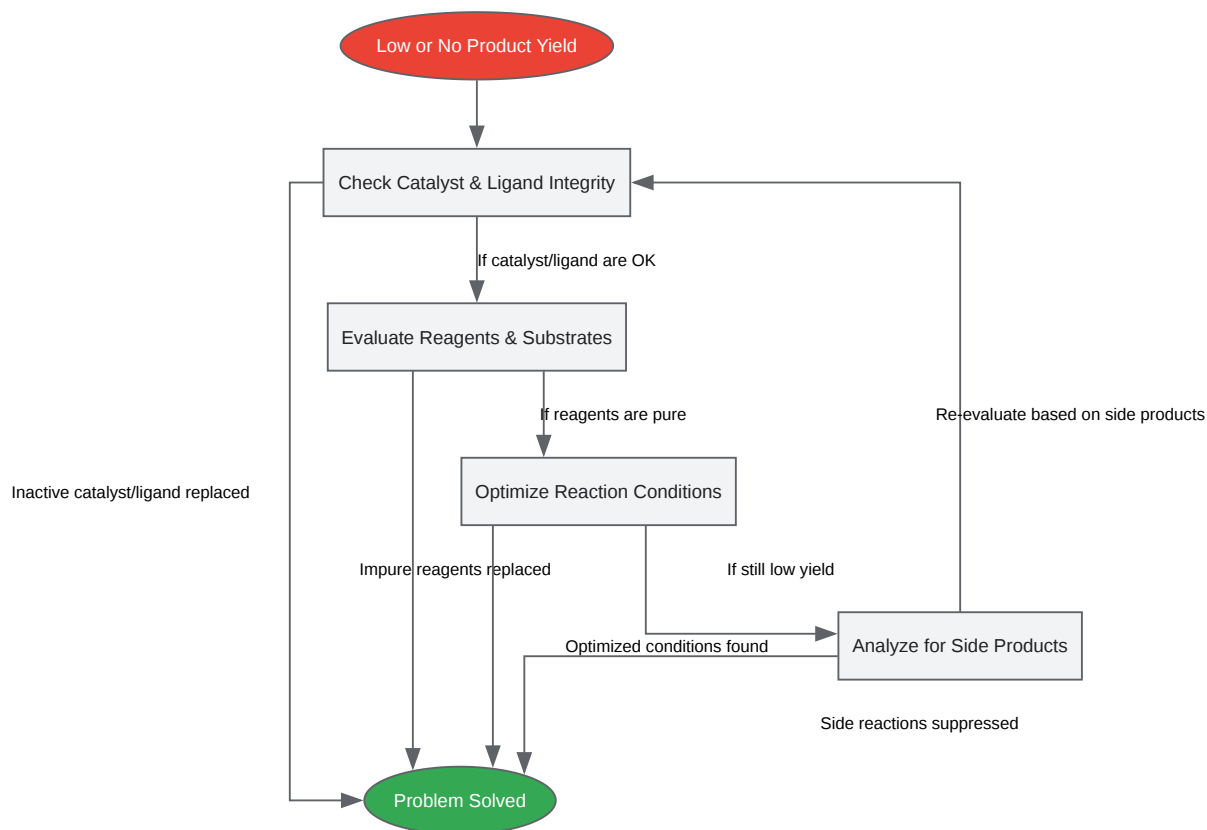 Low or No Product Yield
Check Catalyst & Ligand Integrity
If catalyst/ligand are OK
Evaluate Reagents & Substrates
If reagents are pure
Re-evaluate based on side products
Optimize Reaction Conditions
Inactive catalyst/ligand replaced
Impure reagents replaced
If still low yield
Optimized conditions found
Analyze for Side Products
Side reactions suppressed
Problem Solved